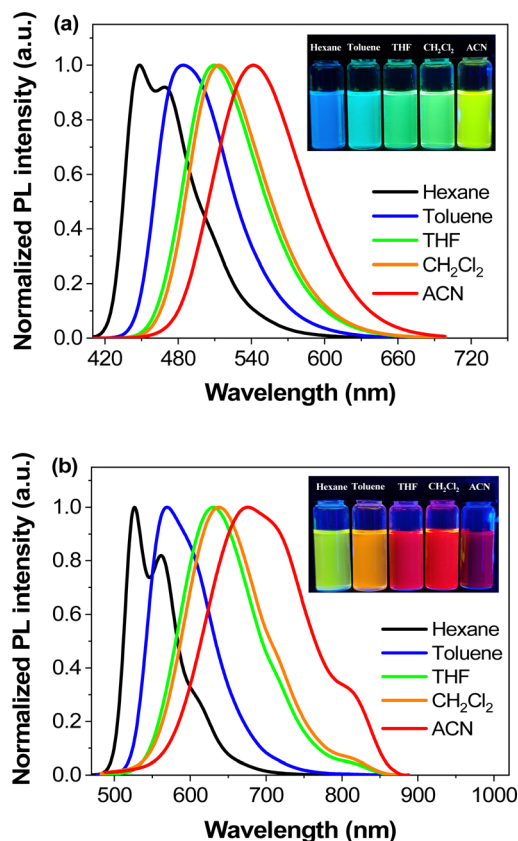 (a)
Normalized PL intensity (a.u.)
1.0
0.8
0.6
0.4
0.2
0.0
Hexane Toluene THF CH₂Cl₂ ACN
Hexane
Toluene
THF
CH₂Cl₂
ACN
420 480 540 600 660 720
Wavelength (nm)
(b)
Normalized PL intensity (a.u.)
1.0
0.8
0.6
0.4
0.2
0.0
Hexane Toluene THF CH₂Cl₂ ACN
Hexane
Toluene
THF
CH₂Cl₂
ACN
500 600 700 800 900 1000
Wavelength (nm)